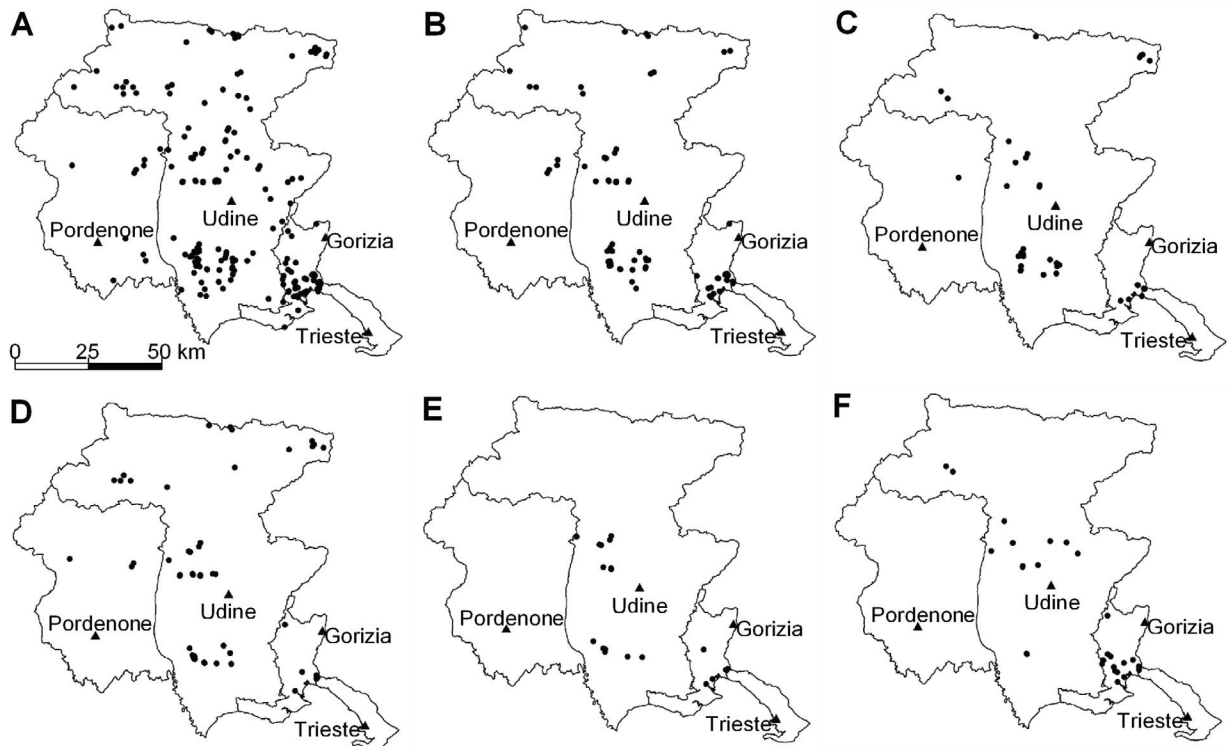 A
B
C
Pordenone
Udine
Gorizia
Trieste
Pordenone
Udine
Gorizia
Trieste
Pordenone
Udine
Gorizia
Trieste
0 25 50 km
D
E
F
Pordenone
Udine
Gorizia
Trieste
Pordenone
Udine
Gorizia
Trieste
Pordenone
Udine
Gorizia
Trieste